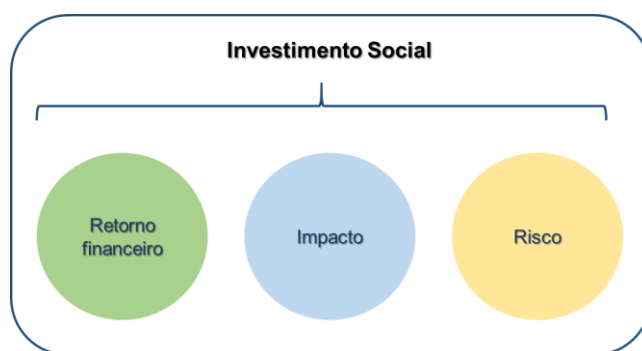 Investimento Social
Retorno
financeiro
Impacto
Risco